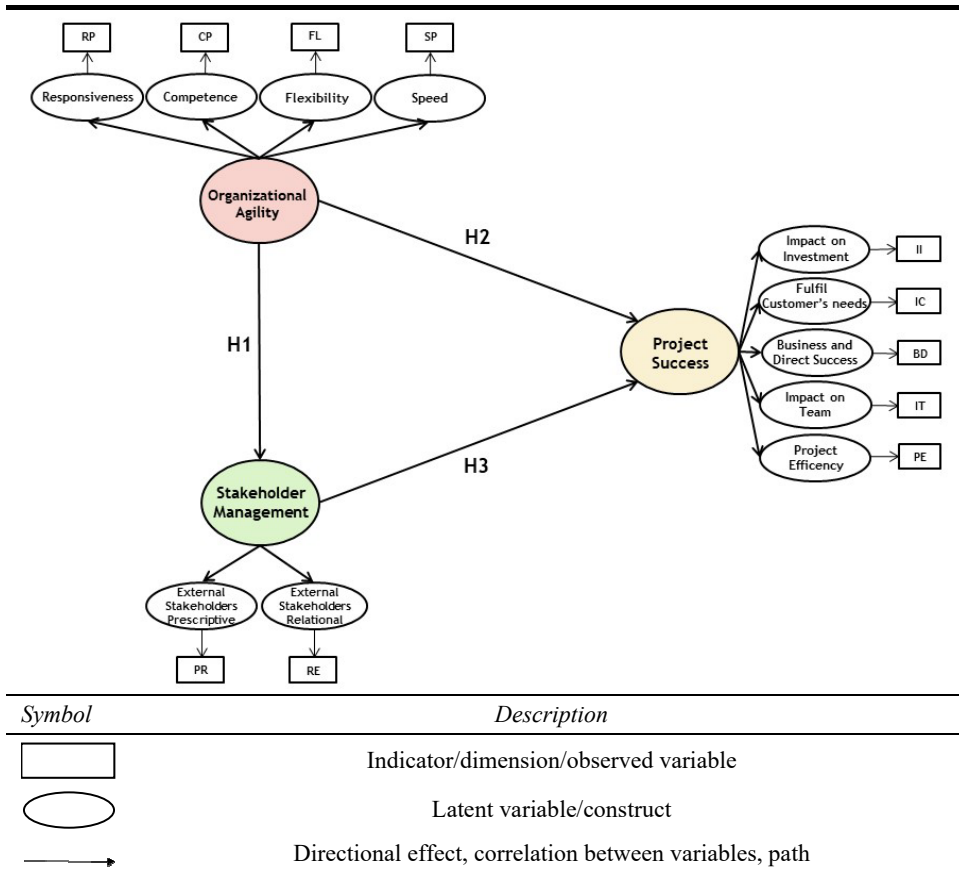 RP
CP
FL
SP
Responsiveness
Competence
Flexibility
Speed
Organizational
Agility
H2
H1
Impact on
Investment
II
Fulfil
Customer's needs
IC
Project
Success
Business and
Direct Success
BD
Impact on
Team
IT
Project
Efficency
PE
H3
Stakeholder
Management
External
Stakeholders
Prescriptive
External
Stakeholders
Relational
PR
RE
Symbol
Description
Indicator/dimension/observed variable
Latent variable/construct
Directional effect, correlation between variables, path